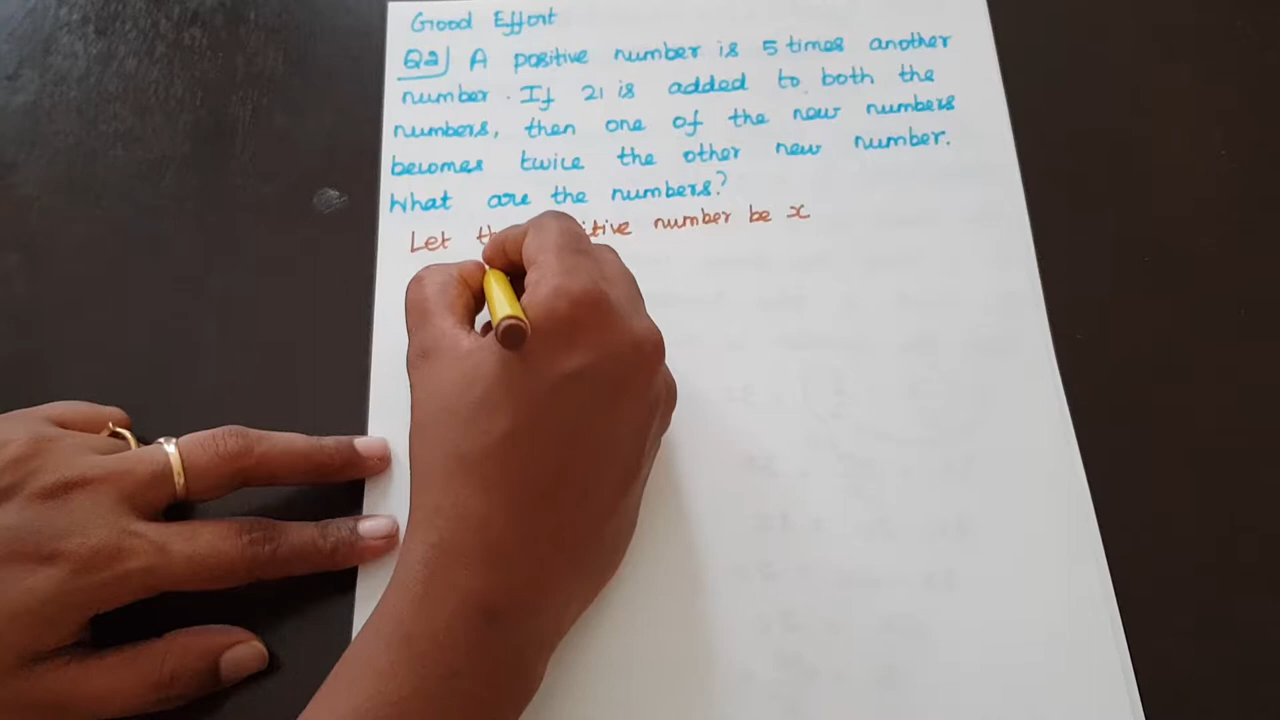 Good Effort
Q2) A positive number is 5 times another
number. If 21 is added to both the
numbers, then one of the new numbers
becomes twice the other new number.
What are the numbers?
Let number be x